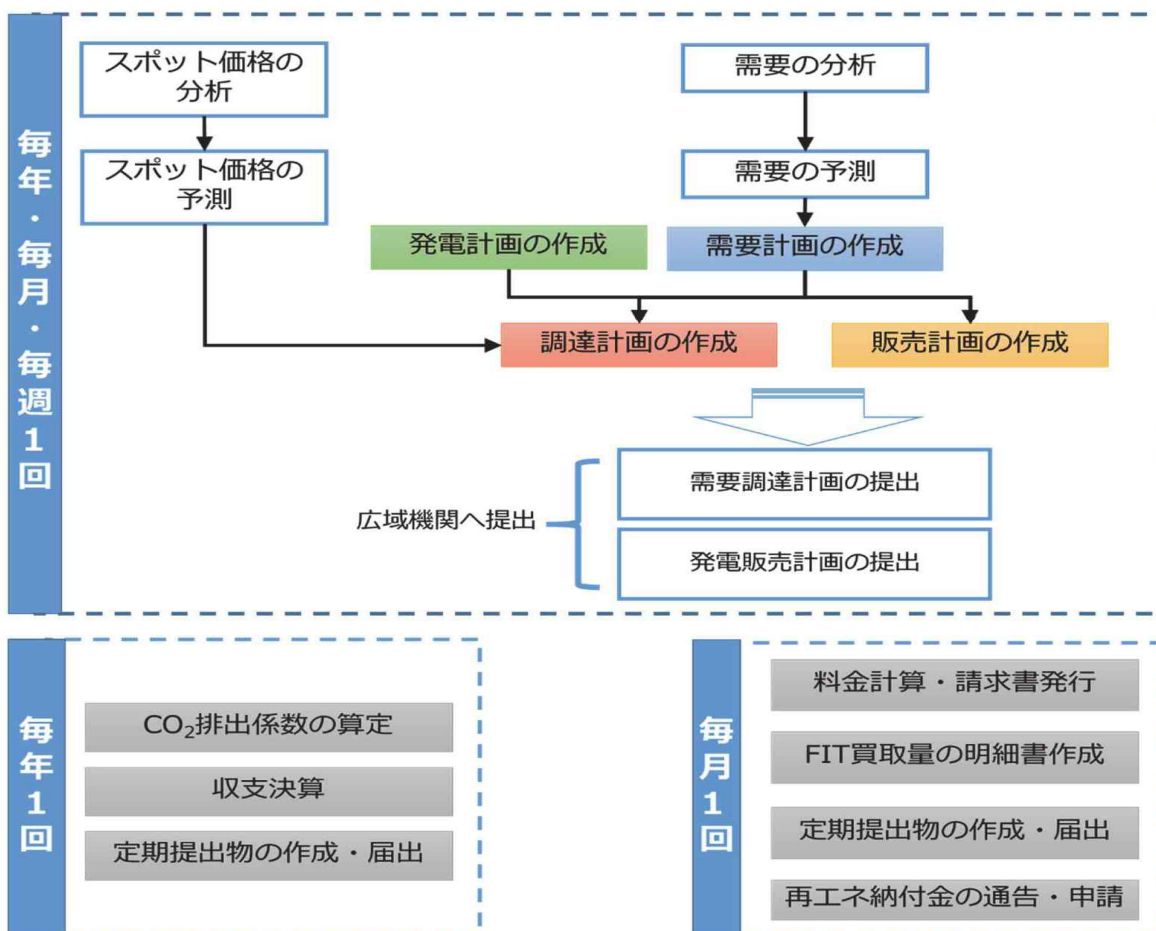 毎年・毎月・毎週1回
スポット価格の
分析
需要の分析
スポット価格の
予測
需要の予測
発電計画の作成
需要計画の作成
調達計画の作成
販売計画の作成
需要調達計画の提出
広域機関へ提出
発電販売計画の提出
毎年1回
CO₂排出係数の算定
収支決算
定期提出物の作成・届出
毎月1回
料金計算・請求書発行
FIT買取量の明細書作成
定期提出物の作成・届出
再エネ納付金の通告・申請